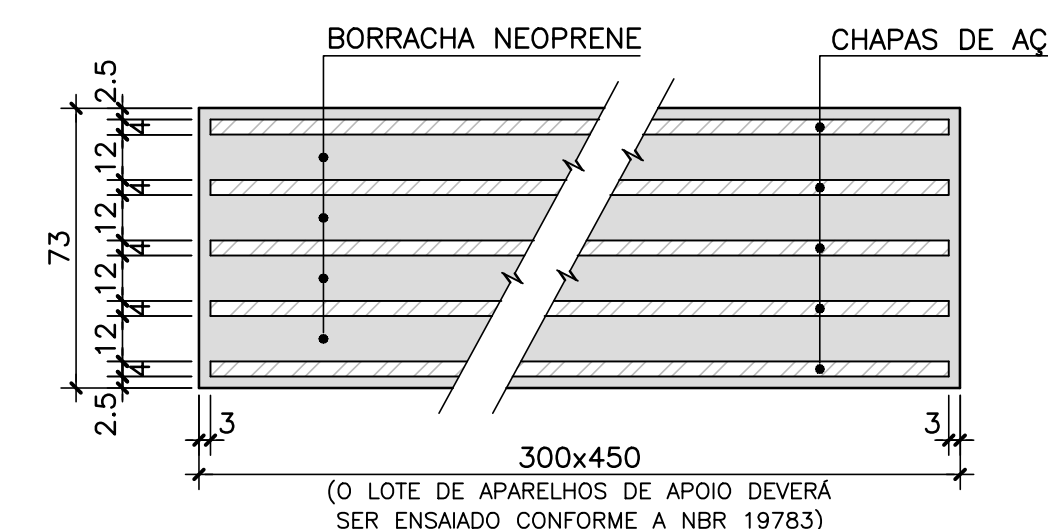 BORRACHA NEOPRENE
CHAPAS DE AÇ
2.5
4
12
4
12
4
12
4
12
4
2.5
73
3
3
300x450
(O LOTE DE APARELHOS DE APOIO DEVERÁ
SER ENSAIADO CONFORME A NBR 19783)